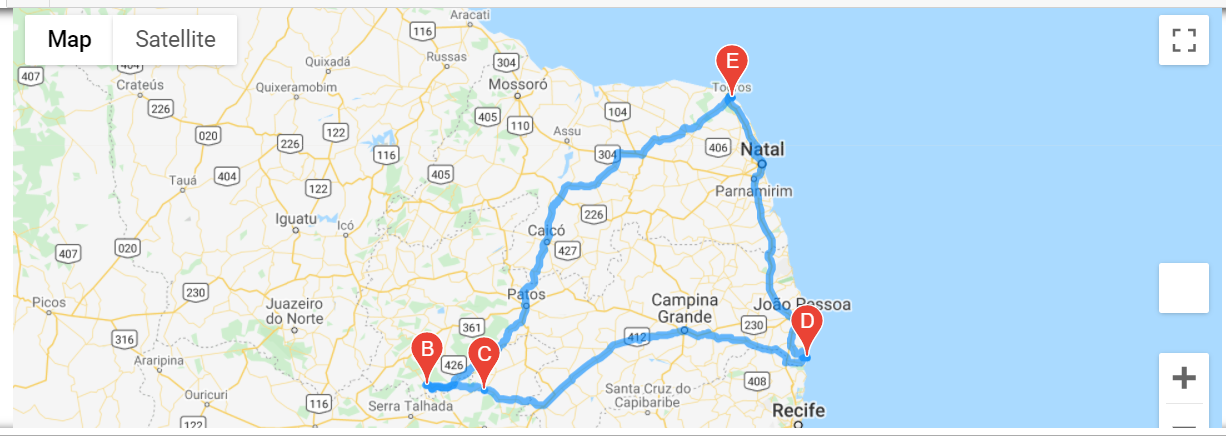 Map
Satellite
Aracati
116
Russas
304
Quixadá
404
407
Crateús
Quixeramobim
Mossoró
E
226
405
110
104
020
122
226
Assu
304
406
Natal
116
Tauá
404
405
122
Parnamirim
226
Iguatu
Icó
Caicó
427
407
020
230
Patos
Picos
Juazeiro
do Norte
Campina
Grande
João Pessoa
361
D
230
316
412
B
C
Araripina
426
408
Ouricuri
Santa Cruz do
Capibaribe
116
Serra Talhada
Recife
122
+